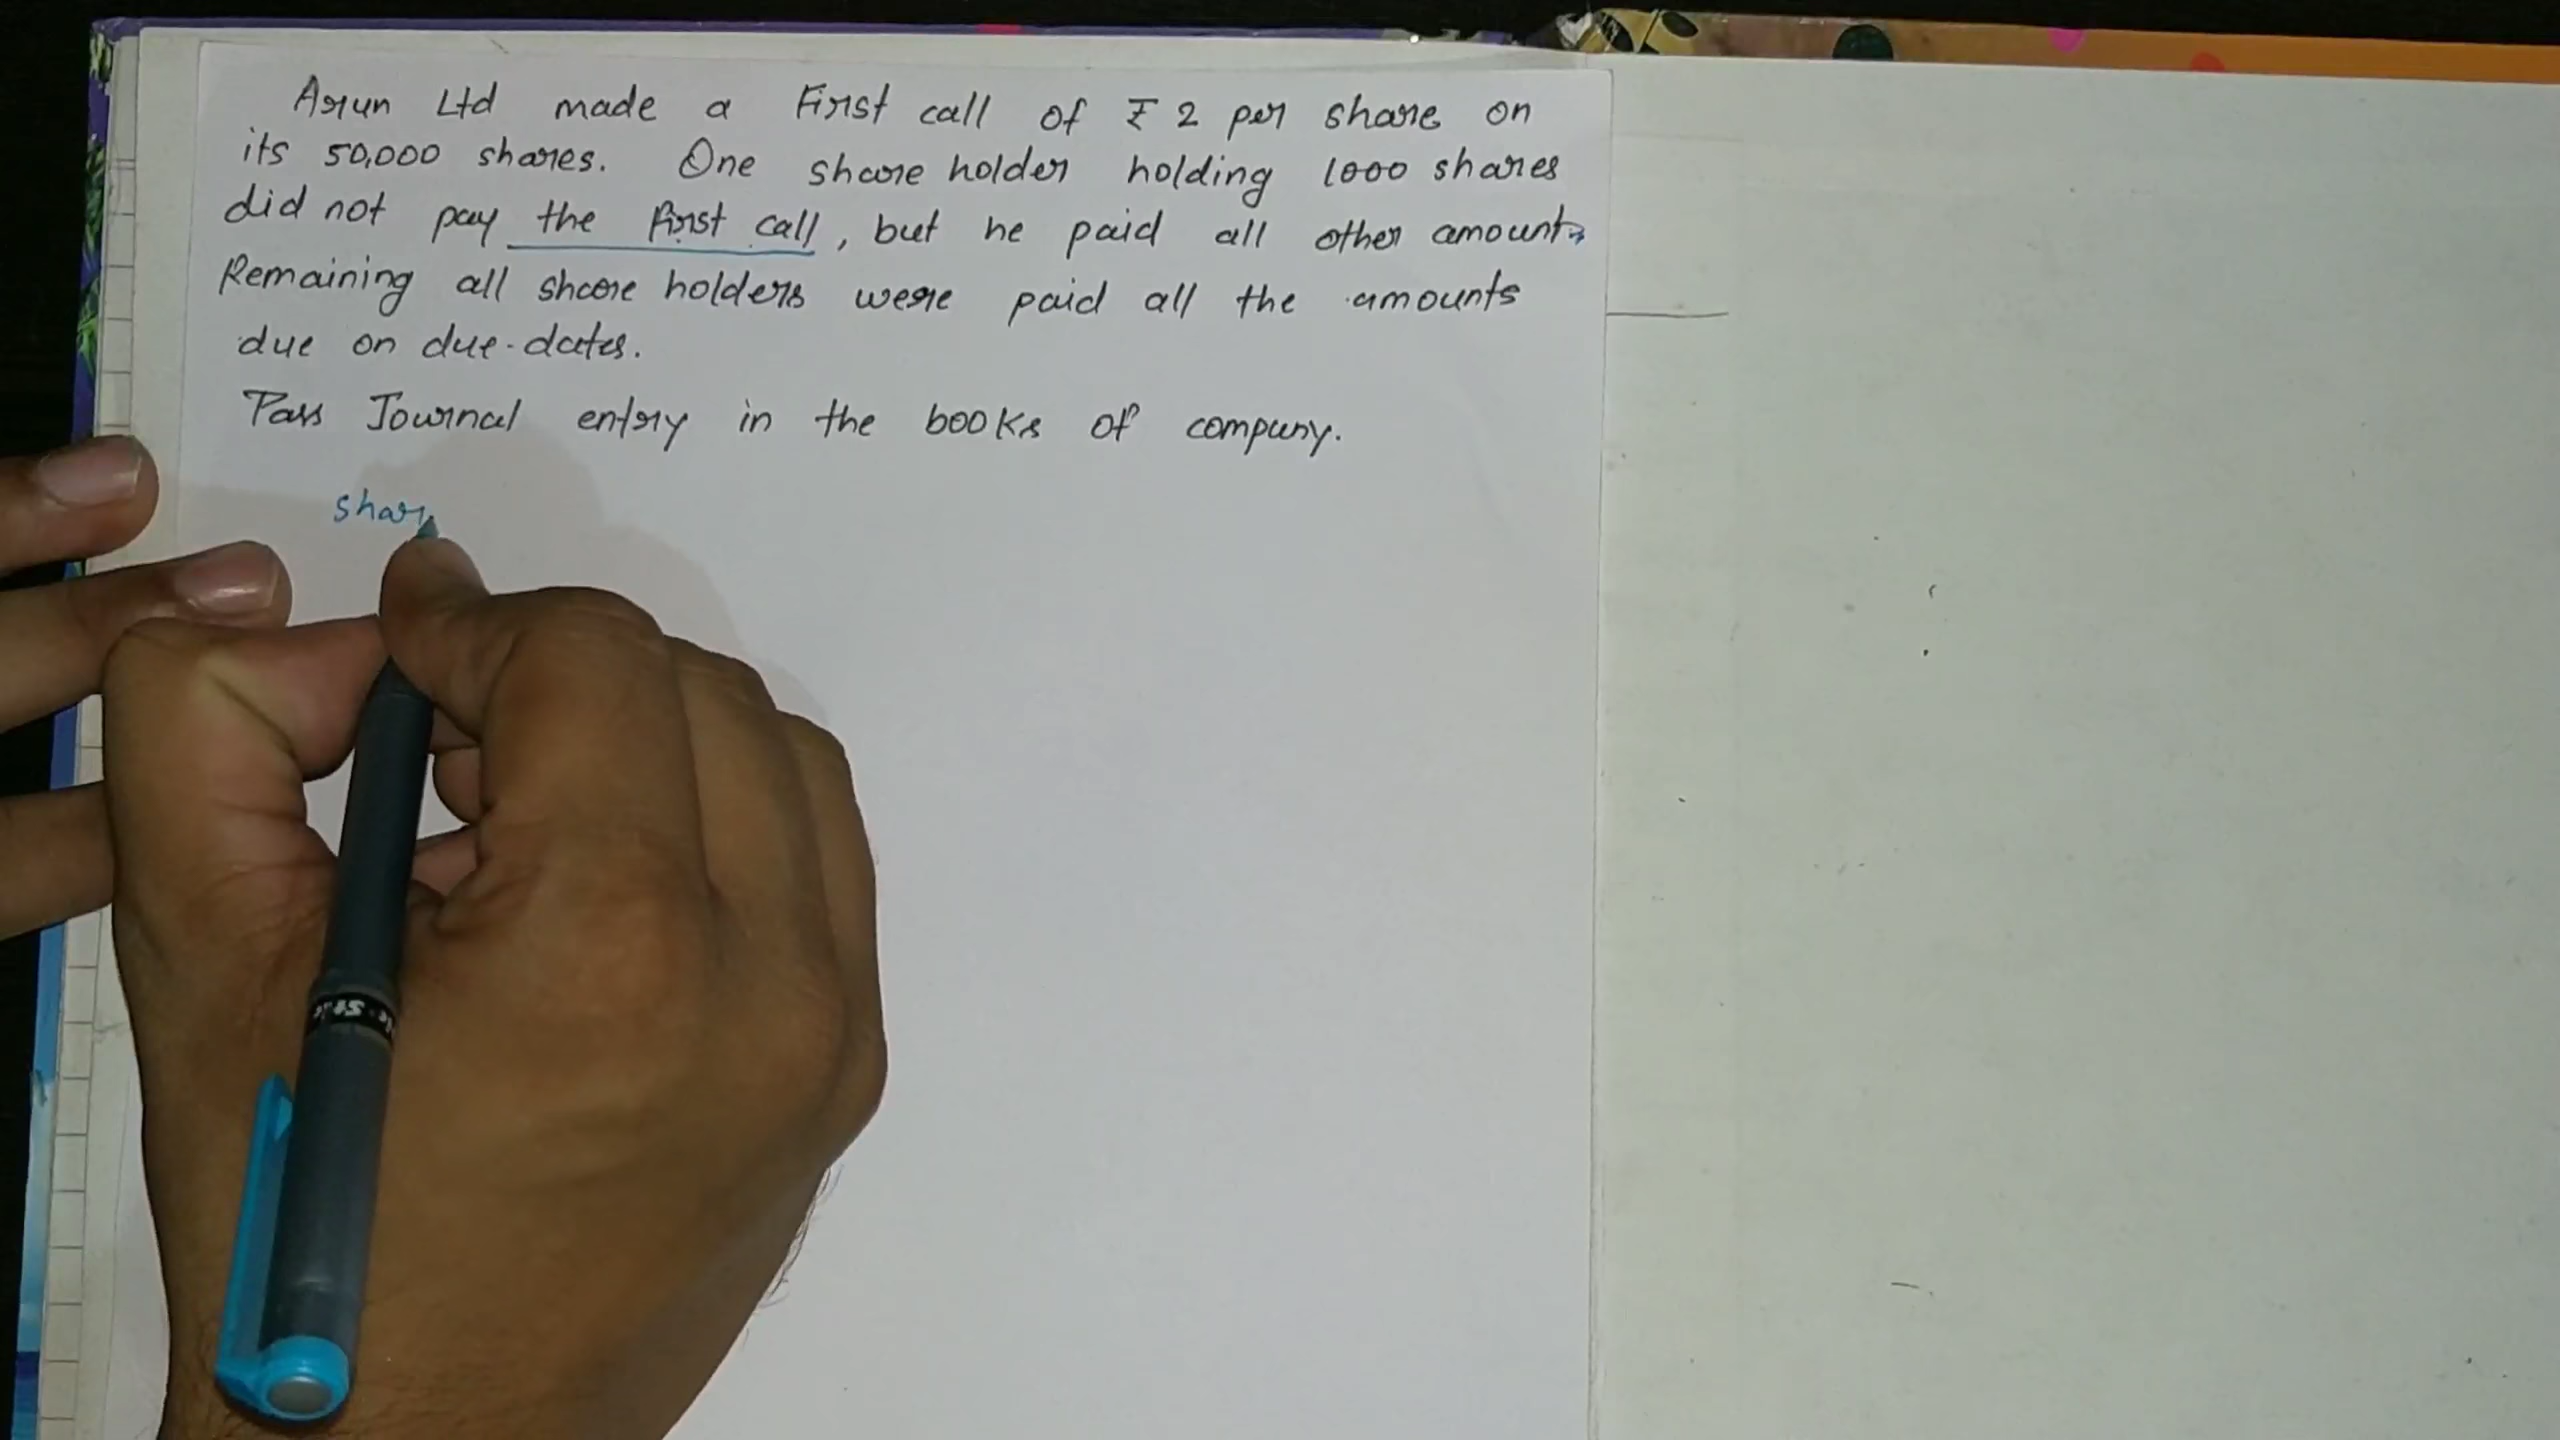 Arun Ltd made a First call of ₹ 2 per share on
its 50,000 shares. One share holder holding 1000 shares
did not pay the first call, but he paid all other amounts
Remaining all share holders were paid all the amounts
due on due-dates.
Pass Journal entry in the books of company.
shar